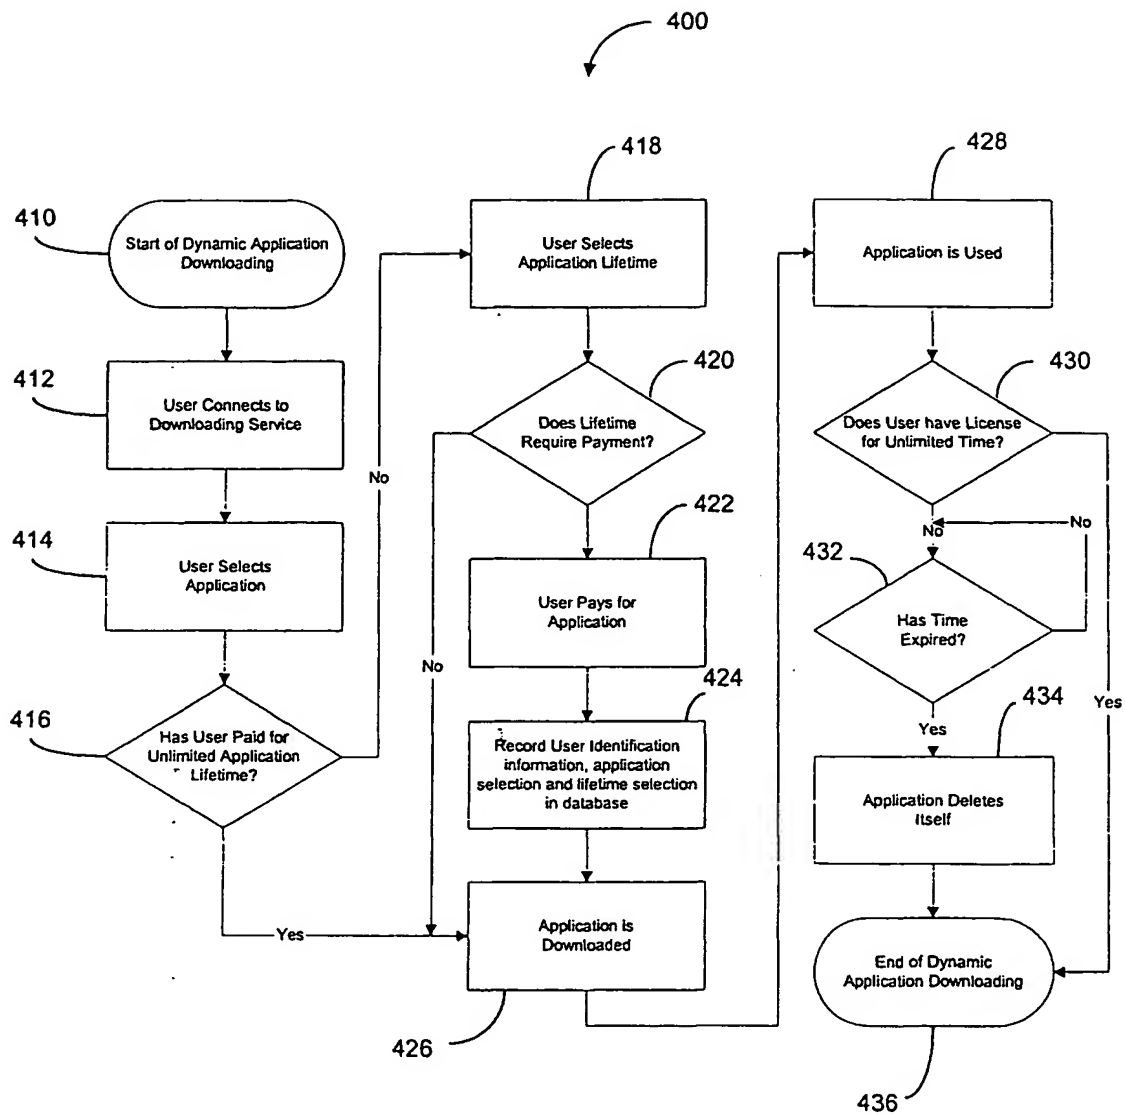 400
410
Start of Dynamic Application
Downloading
412
User Connects to
Downloading Service
414
User Selects
Application
416
Has User Paid for
Unlimited Application
Lifetime?
No
Yes
418
User Selects
Application Lifetime
420
Does Lifetime
Require Payment?
No
422
User Pays for
Application
424
Record User Identification
information, application
selection and lifetime selection
in database
Application is
Downloaded
426
428
Application is Used
430
Does User have License
for Unlimited Time?
No
No
432
Has Time
Expired?
Yes
Yes
434
Application Deletes
Itself
End of Dynamic
Application Downloading
436